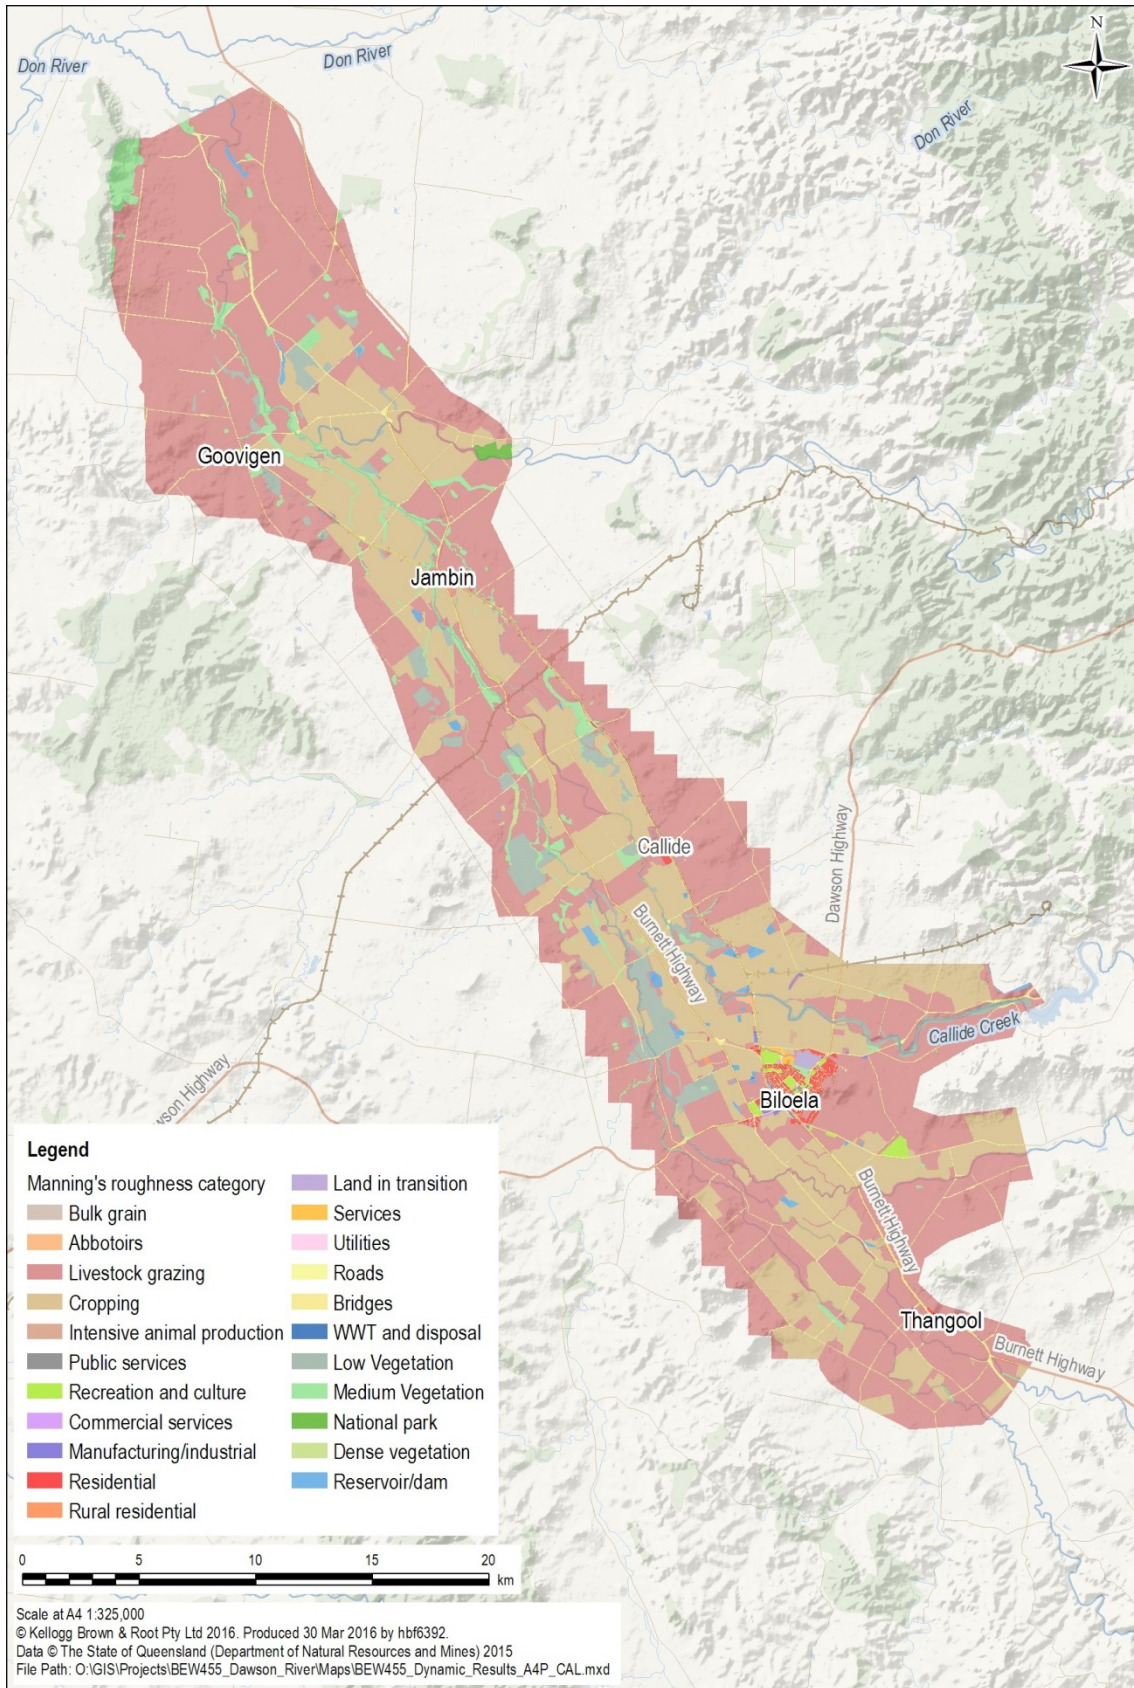 N
Don River
Don River
Don River
Goovigen
Jambin
Callide
Dawson Highway
Burnett Highway
Callide Creek
Biloela
wson Highway
Burnett Highway
Thangool
Burnett Highway
Legend
Manning's roughness category
Bulk grain
Abbotoirs
Livestock grazing
Cropping
Intensive animal production
Public services
Recreation and culture
Commercial services
Manufacturing/industrial
Residential
Rural residential
Land in transition
Services
Utilities
Roads
Bridges
WWT and disposal
Low Vegetation
Medium Vegetation
National park
Dense vegetation
Reservoir/dam
0 5 10 15 20
km
Scale at A4 1:325,000
© Kellogg Brown & Root Pty Ltd 2016. Produced 30 Mar 2016 by hbf6392.
Data © The State of Queensland (Department of Natural Resources and Mines) 2015
File Path: O:\GIS\Projects\BEW455_Dawson_River\Maps\BEW455_Dynamic_Results_A4P_CAL.mxd